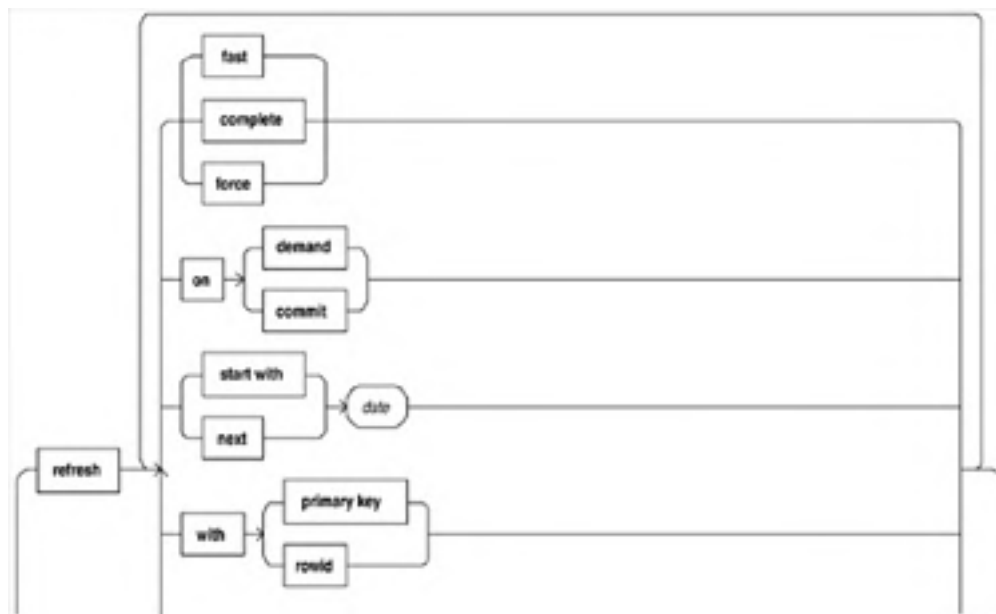 fast
complete
force
demand
on
commit
start with
date
next
refresh
primary key
with
rowid